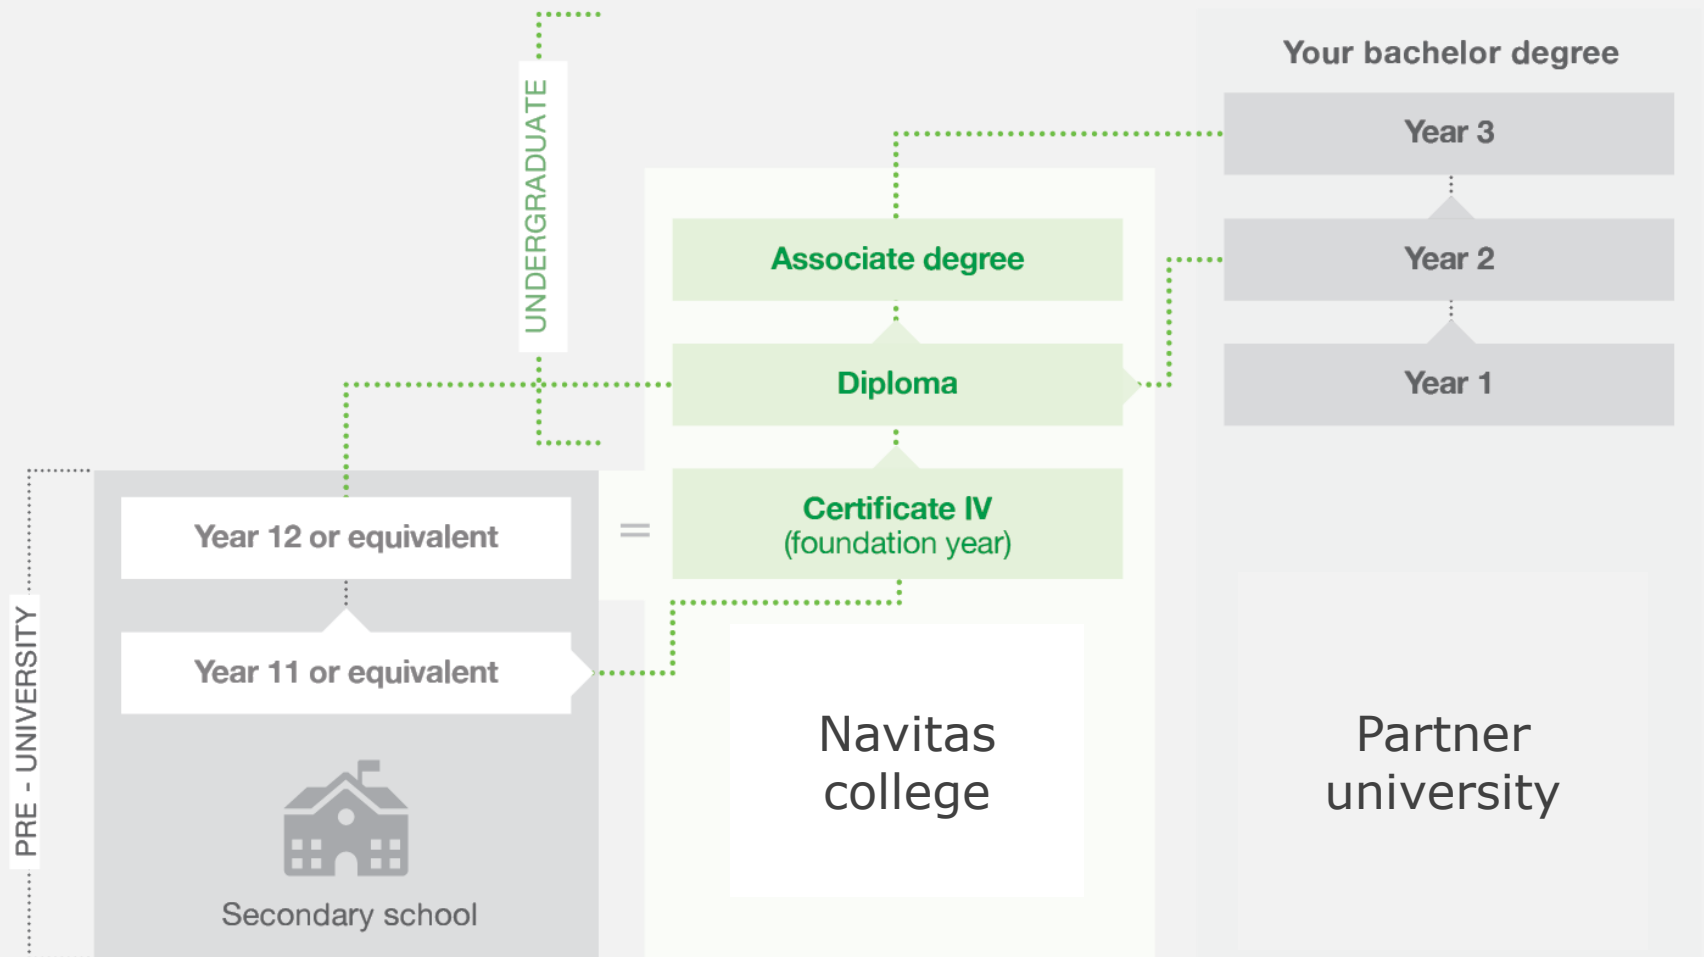 Your bachelor degree
UNDERGRADUATE
Year 3
Associate degree
Year 2
Diploma
Year 1
Year 12 or equivalent
=
Certificate IV
(foundation year)
Year 11 or equivalent
PRE - UNIVERSITY
Secondary school
Navitas
college
Partner
university